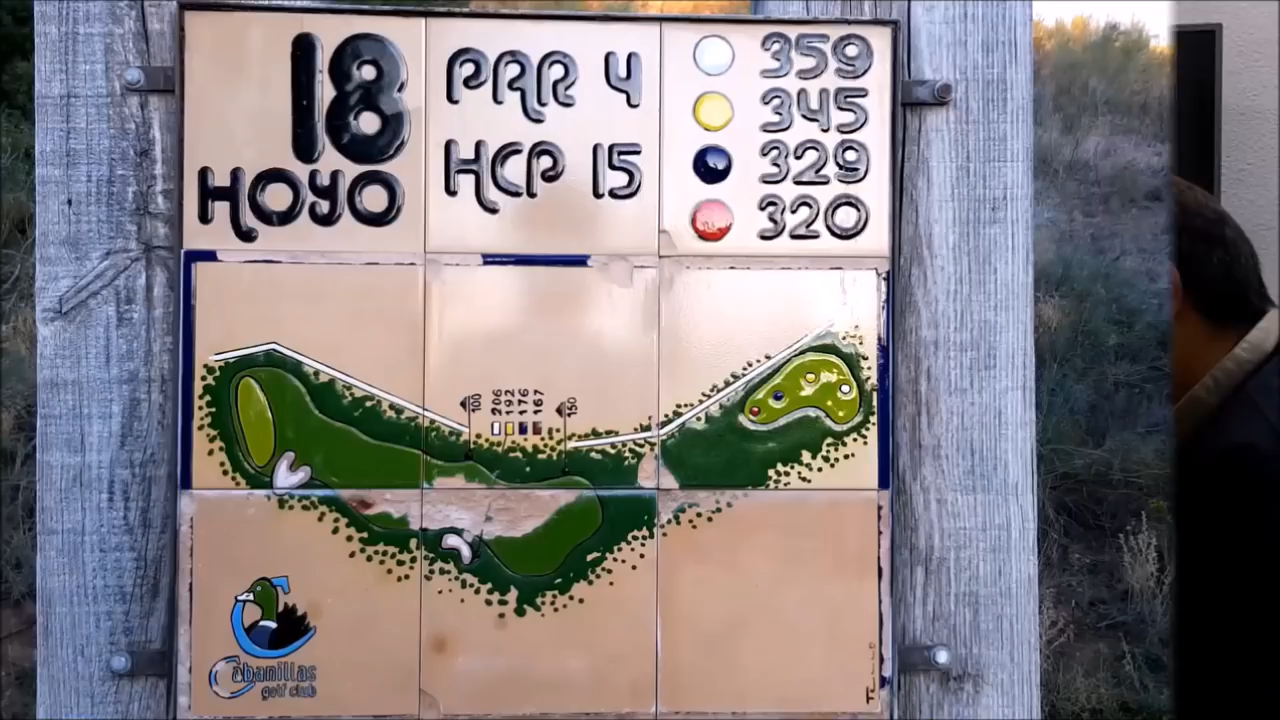 18
HOYO
PAR 4
HCP 15
359
345
329
320
100
206
192
176
167
150
Cabanillas
golf club